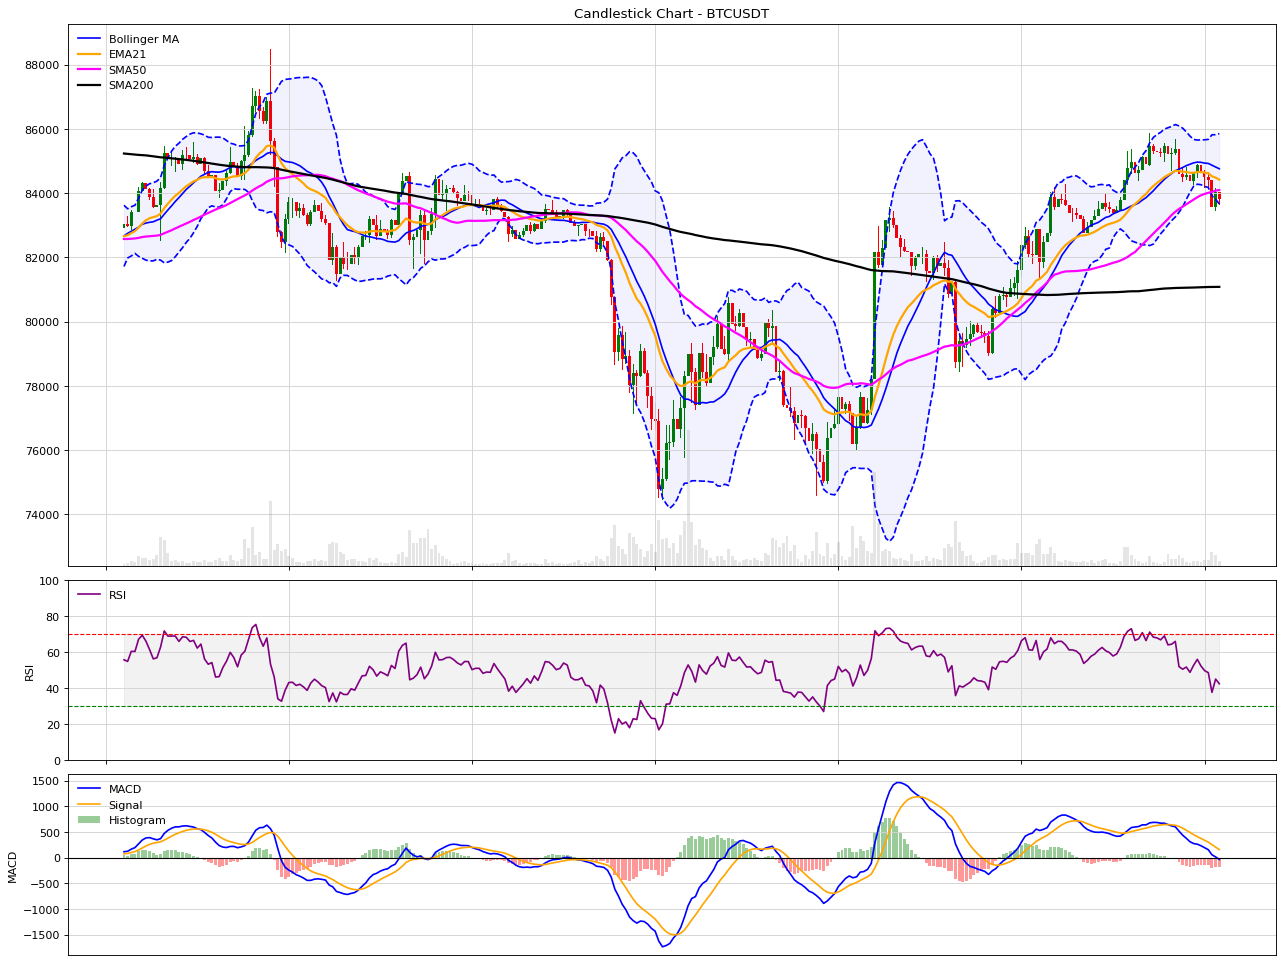 Candlestick Chart - BTCUSDT
Bollinger MA
EMA21
SMA50
SMA200
88000
86000
84000
82000
80000
78000
76000
74000
RSI
100
80
60
40
20
0
RSI
MACD
Signal
Histogram
1500
1000
500
0
−500
−1000
−1500
MACD